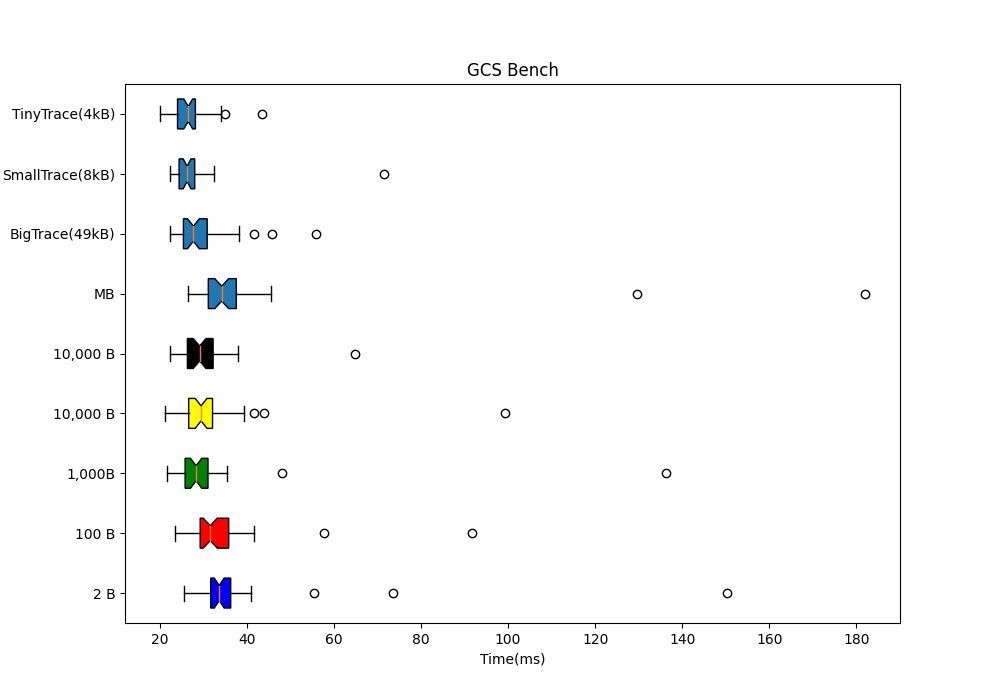 GCS Bench
TinyTrace(4kB)
SmallTrace(8kB)
BigTrace(49kB)
MB
10,000 B
10,000 B
1,000B
100 B
2 B
20 40 60 80 100 120 140 160 180
Time(ms)